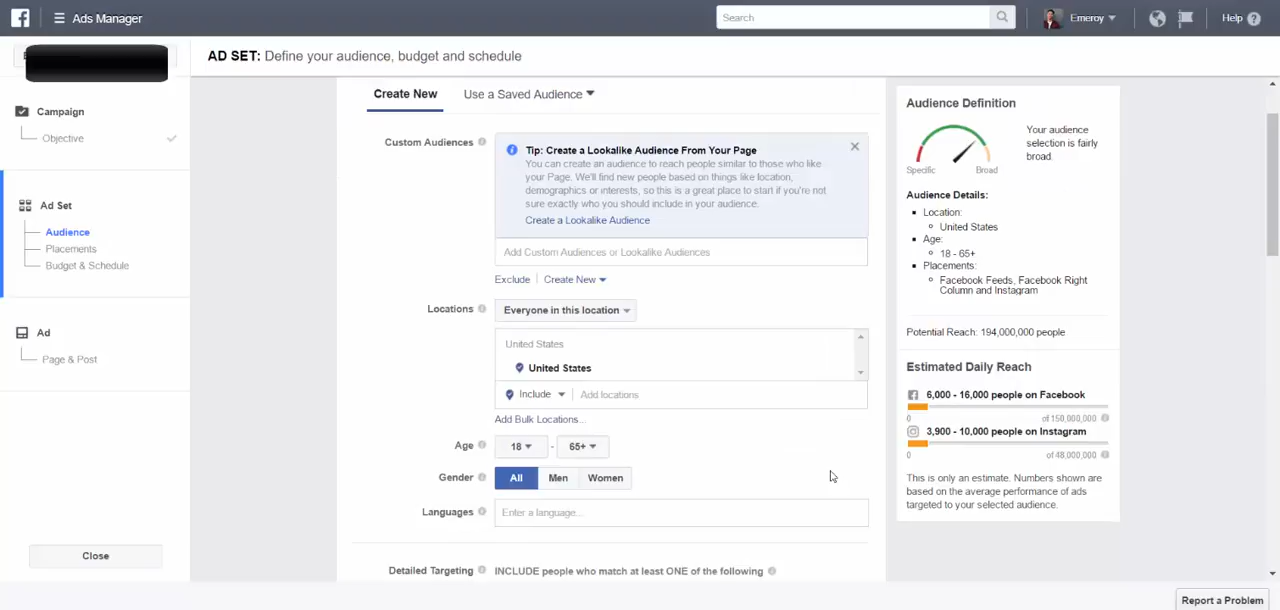 Ads Manager
Search
Emeroy
Help
AD SET: Define your audience, budget and schedule
Campaign
Objective
Ad Set
Audience
Placements
Budget & Schedule
Ad
Page & Post
Close
Create New
Use a Saved Audience
Custom Audiences
Tip: Create a Lookalike Audience From Your Page
You can create an audience to reach people similar to those who like
your Page. We'll find new people based on things like location,
demographics or interests, so this is a great place to start if you're not
sure exactly who you should include in your audience.
Create a Lookalike Audience
Add Custom Audiences or Lookalike Audiences
Exclude | Create New
Locations
Everyone in this location
United States
United States
Include
Add locations
Add Bulk Locations...
Age
18 - 65+
Gender
All Men Women
Languages
Enter a language...
Detailed Targeting
INCLUDE people who match at least ONE of the following
Audience Definition
Your audience
selection is fairly
broad.
Specific
Broad
Audience Details:
Location:
United States
Age:
18 - 65+
Placements:
Facebook Feeds, Facebook Right
Column and Instagram
Potential Reach: 194,000,000 people
Estimated Daily Reach
6,000 - 16,000 people on Facebook
0 of 150,000,000
3,900 - 10,000 people on Instagram
0 of 48,000,000
This is only an estimate. Numbers shown are
based on the average performance of ads
targeted to your selected audience.
Report a Problem